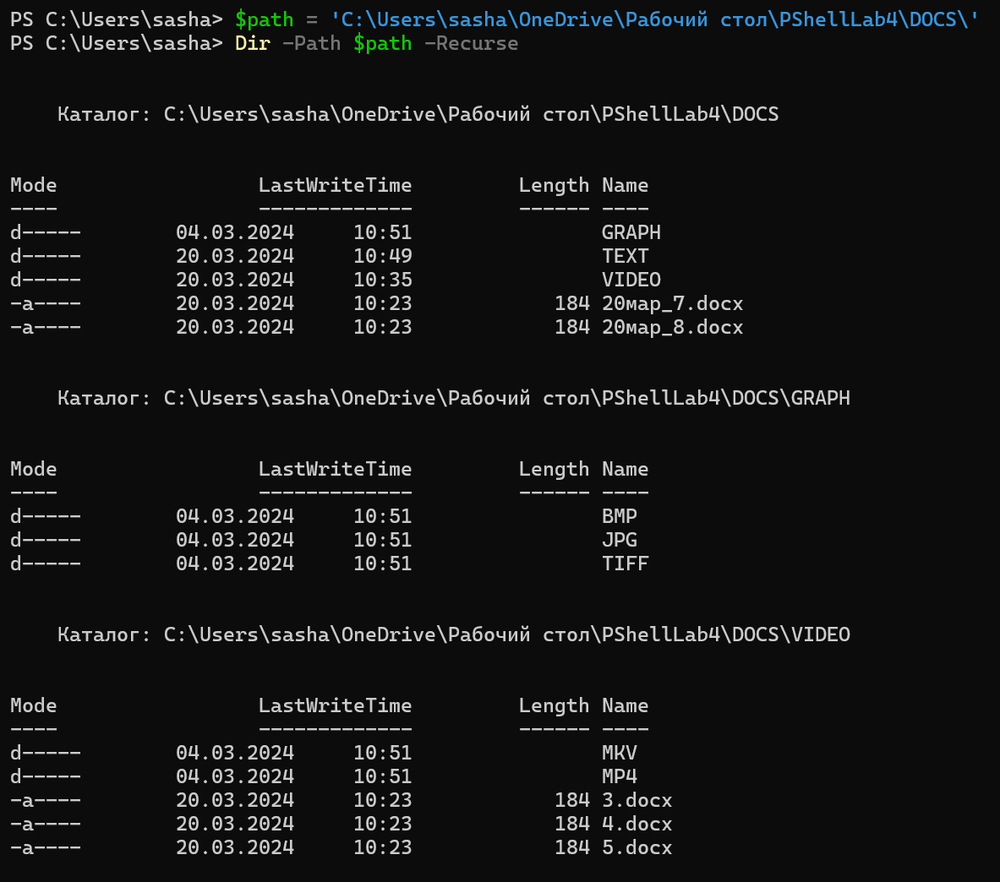 PS C:\Users\sasha> $path = 'C:\Users\sasha\OneDrive\Рабочий стол\PShellLab4\DOCS\'
PS C:\Users\sasha> Dir -Path $path -Recurse
Каталог: C:\Users\sasha\OneDrive\Рабочий стол\PShellLab4\DOCS
Mode                 LastWriteTime         Length Name
----                 -------------         ------ ----
d-----        04.03.2024     10:51                GRAPH
d-----        20.03.2024     10:49                TEXT
d-----        20.03.2024     10:35                VIDEO
-a----        20.03.2024     10:23            184 20мар_7.docx
-a----        20.03.2024     10:23            184 20мар_8.docx
Каталог: C:\Users\sasha\OneDrive\Рабочий стол\PShellLab4\DOCS\GRAPH
Mode                 LastWriteTime         Length Name
----                 -------------         ------ ----
d-----        04.03.2024     10:51                BMP
d-----        04.03.2024     10:51                JPG
d-----        04.03.2024     10:51                TIFF
Каталог: C:\Users\sasha\OneDrive\Рабочий стол\PShellLab4\DOCS\VIDEO
Mode                 LastWriteTime         Length Name
----                 -------------         ------ ----
d-----        04.03.2024     10:51                MKV
d-----        04.03.2024     10:51                MP4
-a----        20.03.2024     10:23            184 3.docx
-a----        20.03.2024     10:23            184 4.docx
-a----        20.03.2024     10:23            184 5.docx